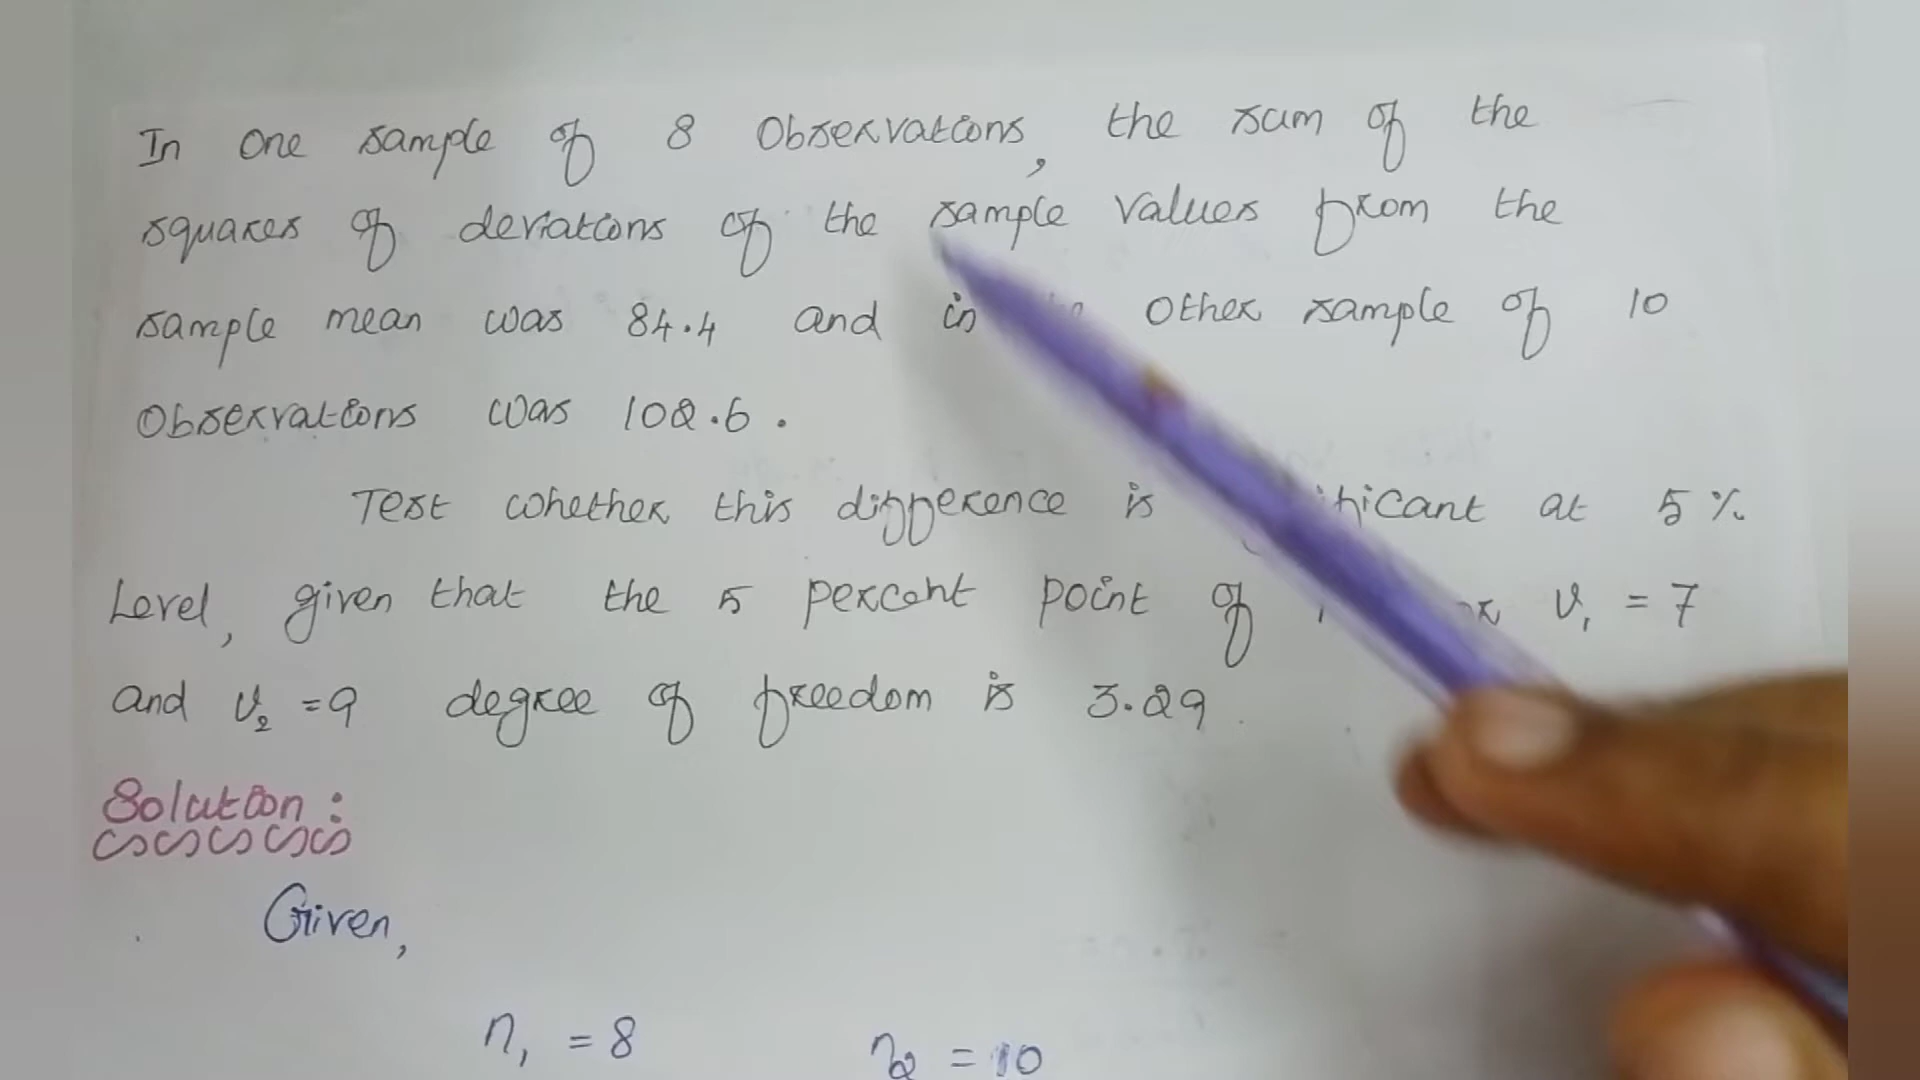 In one sample of 8 Observations, the sum of the
squares of deviations of the sample values from the
sample mean was 84.4 and in other sample of 10
Observations was 102.6.
Test whether this difference is at 5%
Level, given that the 5 percent point of v₁ = 7
and v₂ = 9 degree of freedom is 3.29
Solution:
Given,
n₁ = 8 n₂ = 10